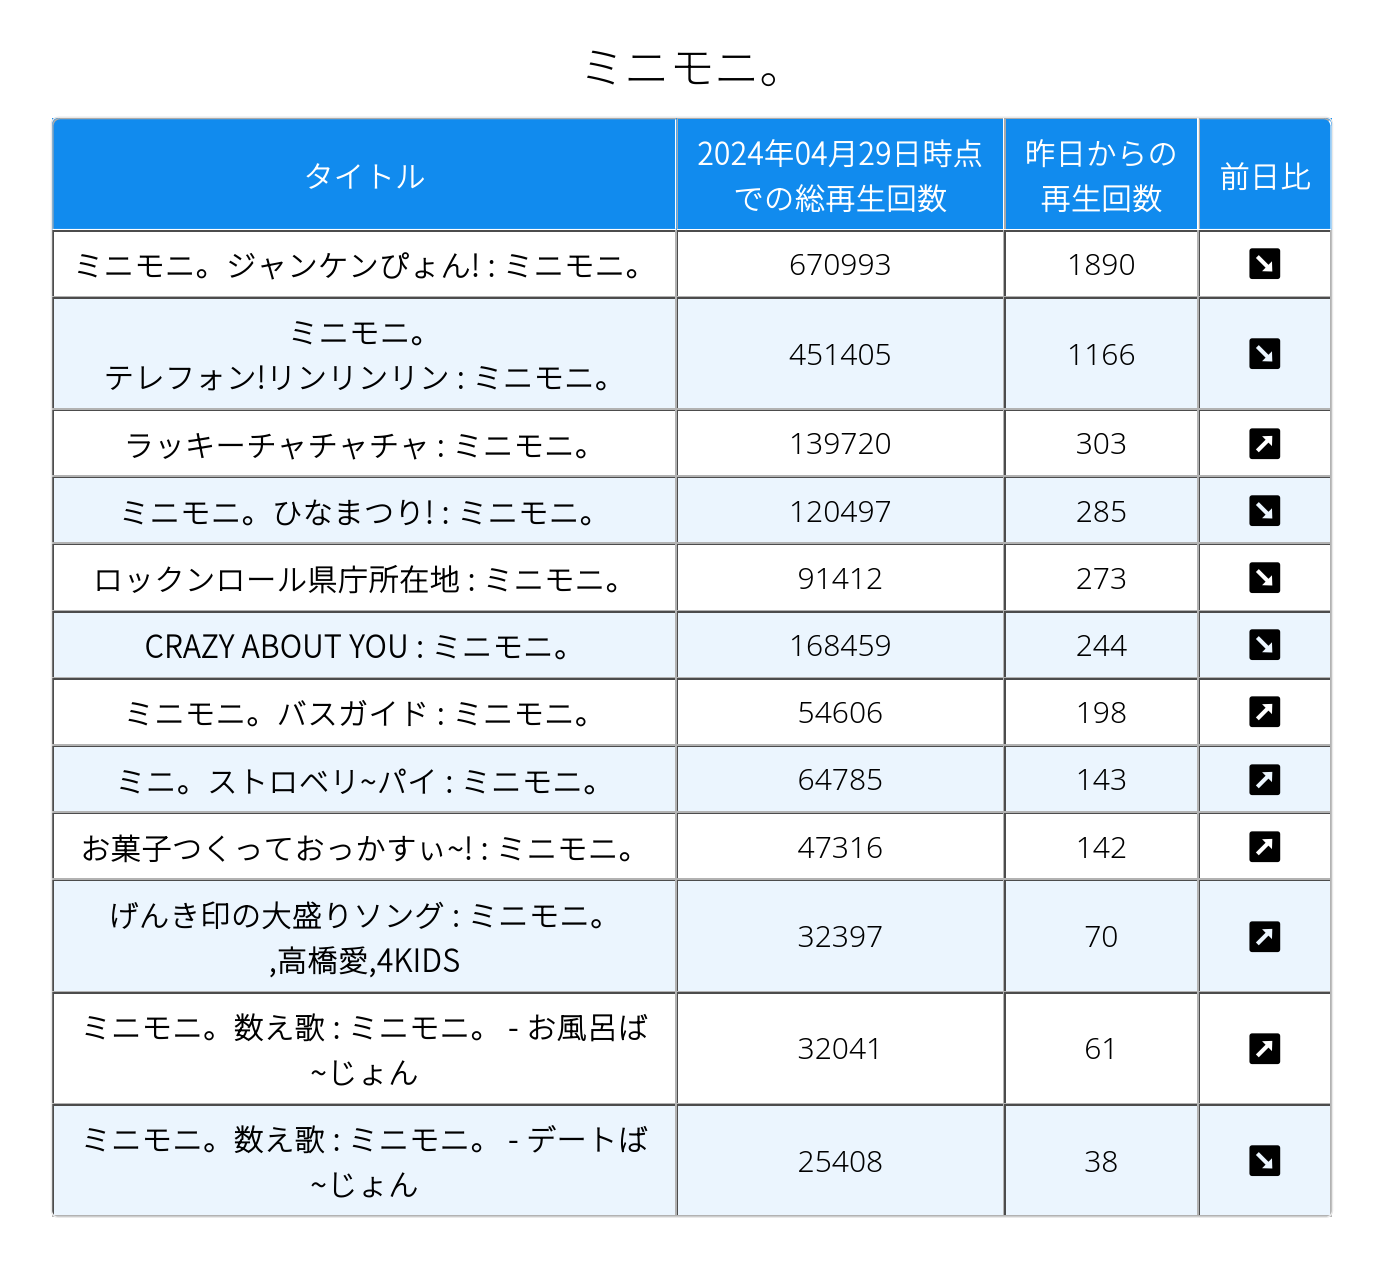 ミニモニ。
タイトル
2024年04月29日時点
での総再生回数
昨日からの
再生回数
前日比
ミニモニ。ジャンケンぴょん! : ミニモニ。 670993 1890 ↘
ミニモニ。
テレフォン!リンリンリン : ミニモニ。 451405 1166 ↘
ラッキーチャチャチャ : ミニモニ。 139720 303 ↗
ミニモニ。ひなまつり! : ミニモニ。 120497 285 ↘
ロックンロール県庁所在地 : ミニモニ。 91412 273 ↘
CRAZY ABOUT YOU : ミニモニ。 168459 244 ↘
ミニモニ。バスガイド : ミニモニ。 54606 198 ↗
ミニ。ストロベリ~パイ : ミニモニ。 64785 143 ↗
お菓子つくっておっかすぃ~! : ミニモニ。 47316 142 ↗
げんき印の大盛りソング : ミニモニ。
,高橋愛,4KIDS 32397 70 ↗
ミニモニ。数え歌 : ミニモニ。 - お風呂ば
~じょん 32041 61 ↗
ミニモニ。数え歌 : ミニモニ。 - デートば
~じょん 25408 38 ↘